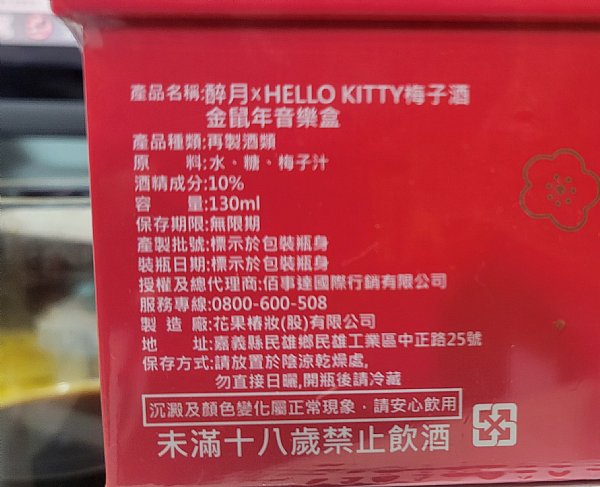 產品名稱:醉月xHELLO KITTY梅子酒
金鼠年音樂盒
產品種類:再製酒類
原 料:水、糖、梅子汁
酒精成分:10%
容 量:130ml
保存期限:無限期
產製批號:標示於包裝瓶身
裝瓶日期:標示於包裝瓶身
授權及總代理商:佰事達國際行銷有限公司
服務專線:0800-600-508
製 造 廠:花果椿妝(股)有限公司
地 址:嘉義縣民雄鄉民雄工業區中正路25號
保存方式:請放置於陰涼乾燥處,
勿直接日曬,開瓶後請冷藏
沉澱及顏色變化屬正常現象,請安心飲用
未滿十八歲禁止飲酒